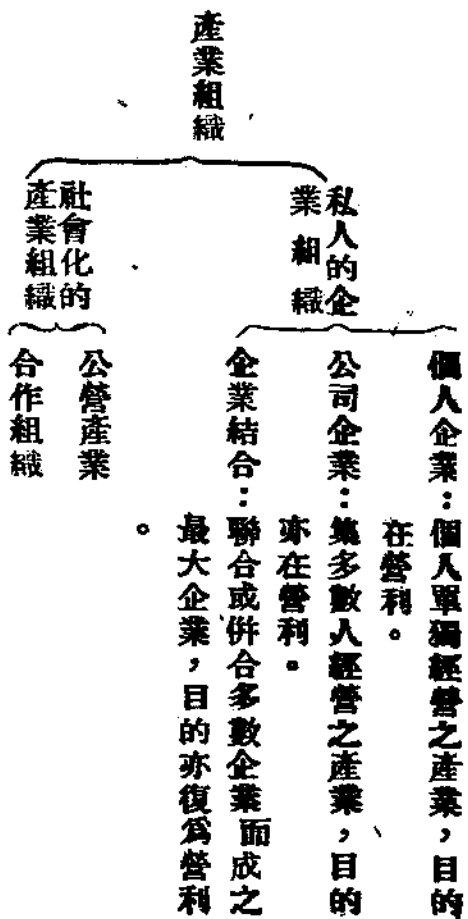 產業組織
私人的企
業組織
個人企業：個人單獨經營之產業，目的
在營利。
公司企業：集多數人經營之產業，目的
亦在營利。
企業結合：聯合或併合多數企業而成之
最大企業，目的亦復爲營利
。
社會化的
產業組織
公營產業
合作組織